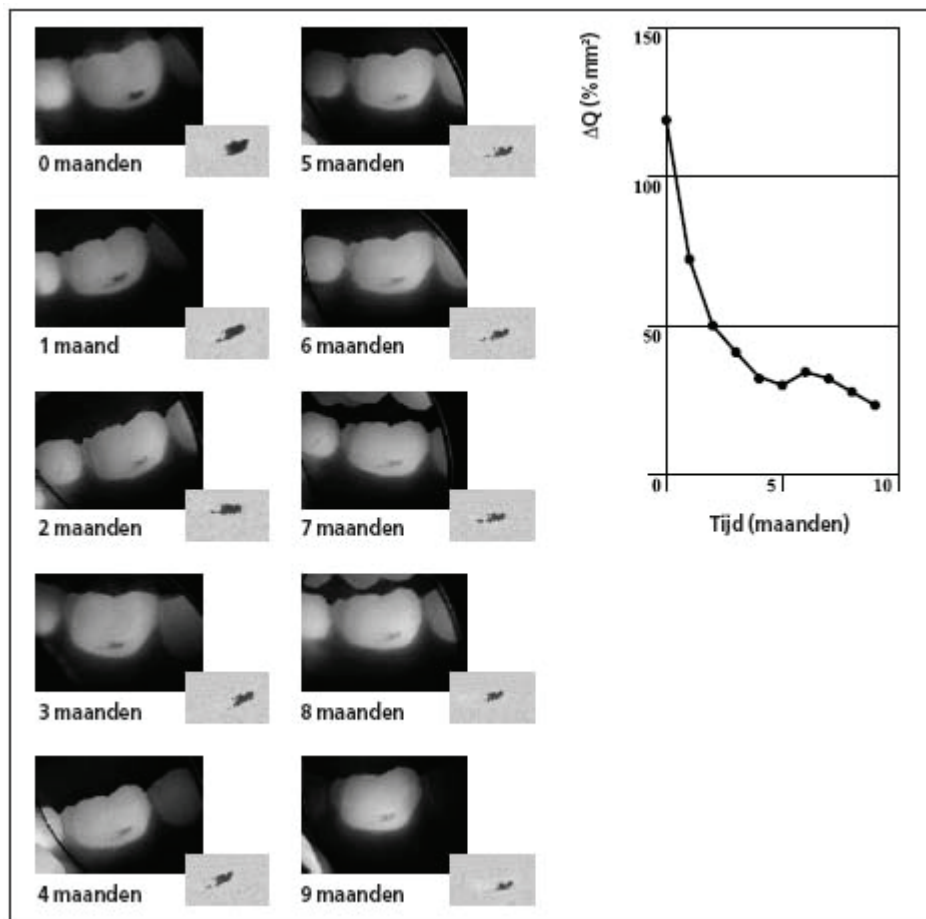 0 maanden
1 maand
2 maanden
3 maanden
4 maanden
5 maanden
6 maanden
7 maanden
8 maanden
9 maanden
ΔQ (% mm²)
150
100
50
0
5
10
Tijd (maanden)